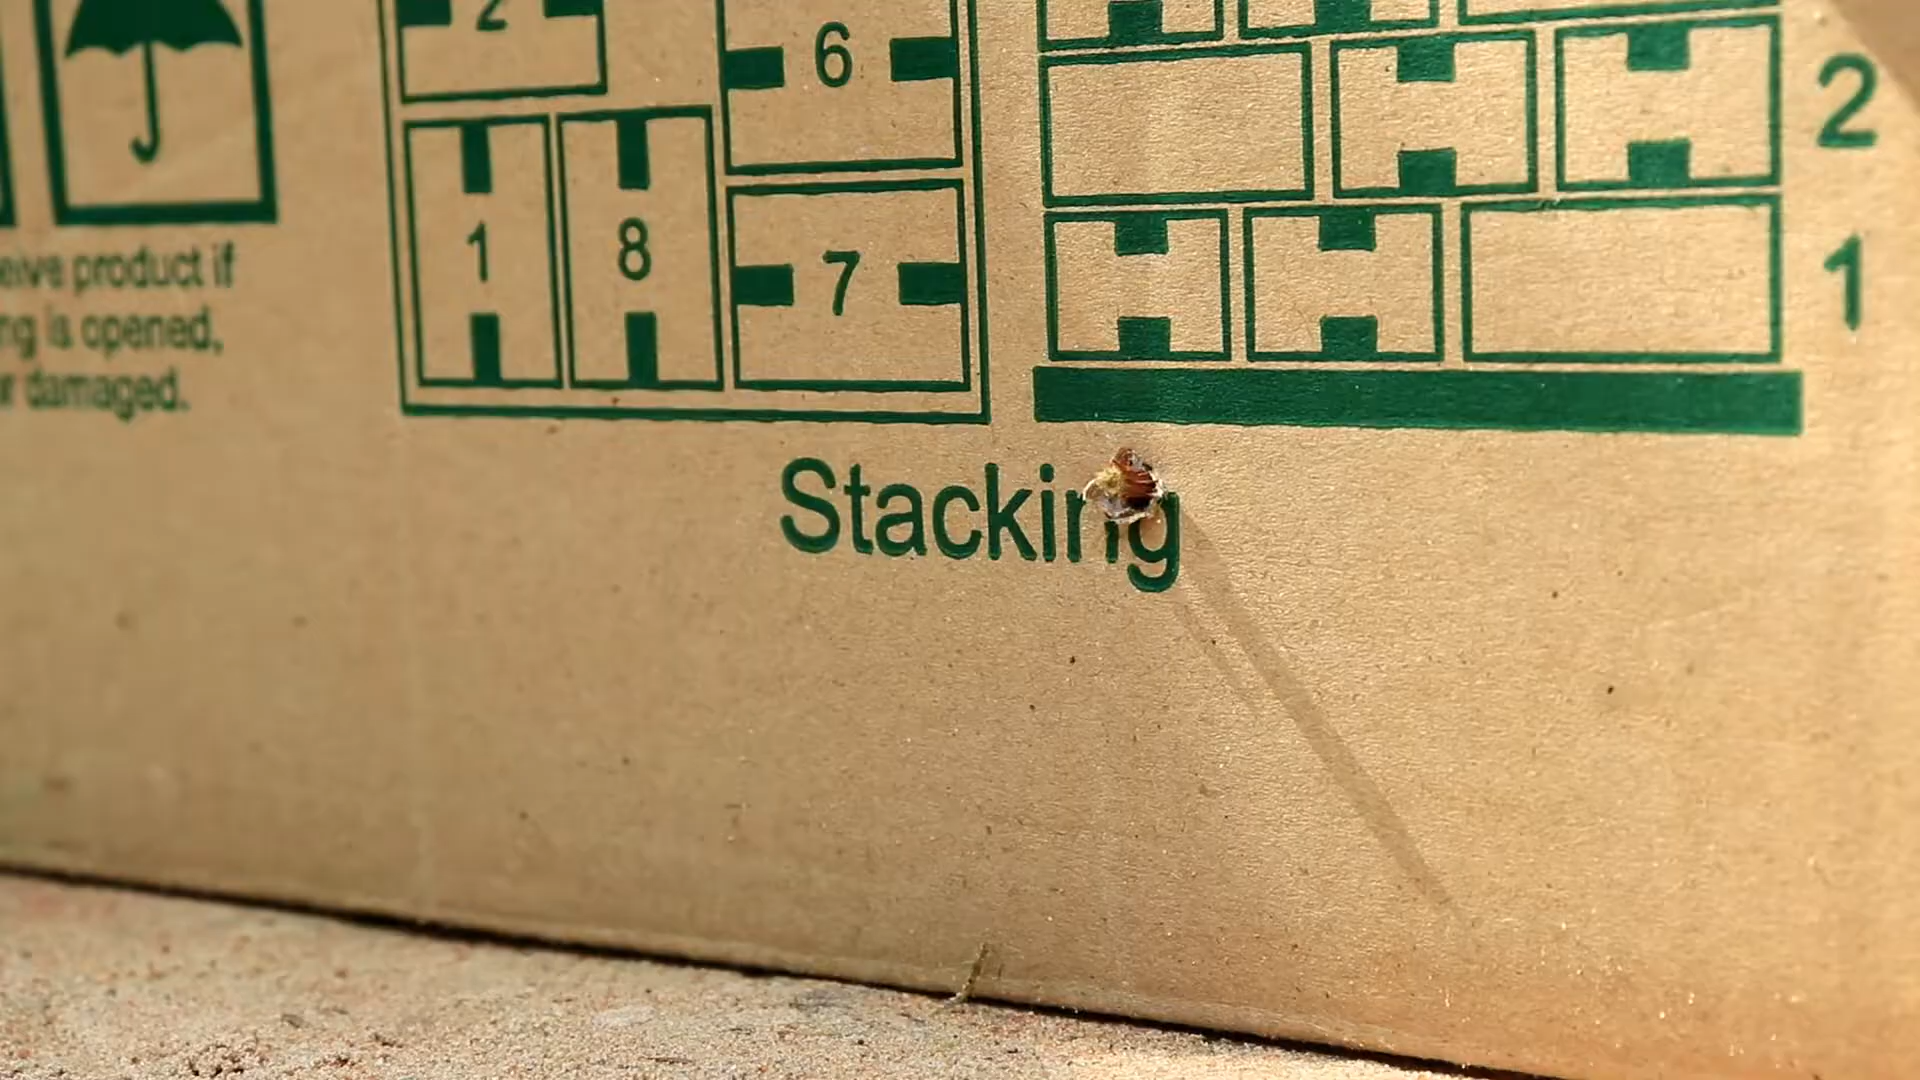 2
6
2
1
8
7
1
eive product if
ng is opened,
r damaged.
Stacking